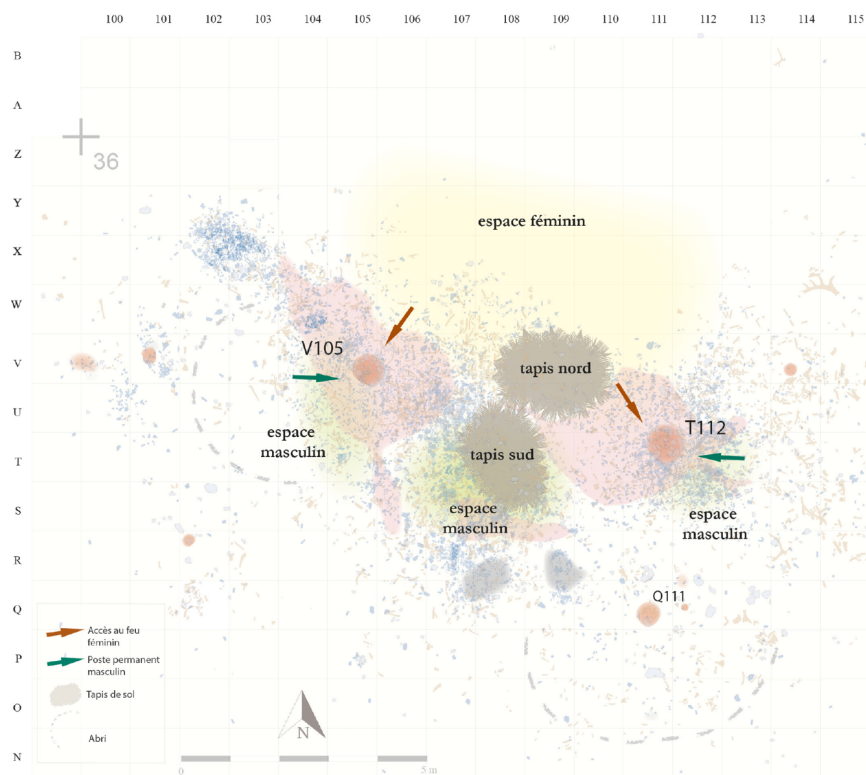 100 101 102 103 104 105 106 107 108 109 110 111 112 113 114 115
B
A
Z
36
Y
espace féminin
X
W
V105
V
tapis nord
U
T112
espace
masculin
tapis sud
T
S
espace
masculin
espace
masculin
R
Q111
Q
Accès au feu
féminin
P
Poste permanent
masculin
Tapis de sol
O
Abri
N
N
0
5 m